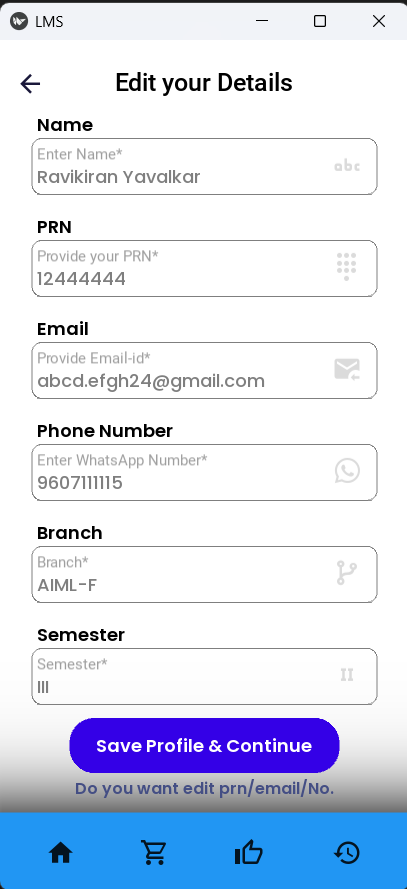 LMS
Edit your Details
Name
Enter Name*
Ravikiran Yavalkar
abc
PRN
Provide your PRN*
12444444
Email
Provide Email-id*
abcd.efgh24@gmail.com
Phone Number
Enter WhatsApp Number*
9607111115
Branch
Branch*
AIML-F
Semester
Semester*
III
II
Save Profile & Continue
Do you want edit prn/email/No.